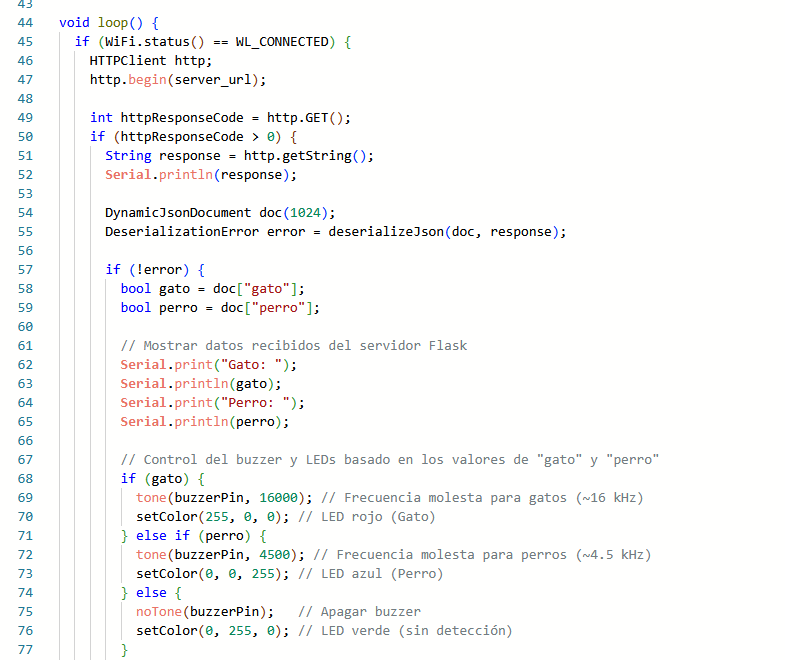 43
44 void loop() {
45 if (WiFi.status() == WL_CONNECTED) {
46 HTTPClient http;
47 http.begin(server_url);
48
49 int httpResponseCode = http.GET();
50 if (httpResponseCode > 0) {
51 String response = http.getString();
52 Serial.println(response);
53
54 DynamicJsonDocument doc(1024);
55 DeserializationError error = deserializeJson(doc, response);
56
57 if (!error) {
58 bool gato = doc["gato"];
59 bool perro = doc["perro"];
60
61 // Mostrar datos recibidos del servidor Flask
62 Serial.print("Gato: ");
63 Serial.println(gato);
64 Serial.print("Perro: ");
65 Serial.println(perro);
66
67 // Control del buzzer y LEDs basado en los valores de "gato" y "perro"
68 if (gato) {
69 tone(buzzerPin, 16000); // Frecuencia molesta para gatos (~16 kHz)
70 setColor(255, 0, 0); // LED rojo (Gato)
71 } else if (perro) {
72 tone(buzzerPin, 4500); // Frecuencia molesta para perros (~4.5 kHz)
73 setColor(0, 0, 255); // LED azul (Perro)
74 } else {
75 noTone(buzzerPin); // Apagar buzzer
76 setColor(0, 255, 0); // LED verde (sin detección)
77 }